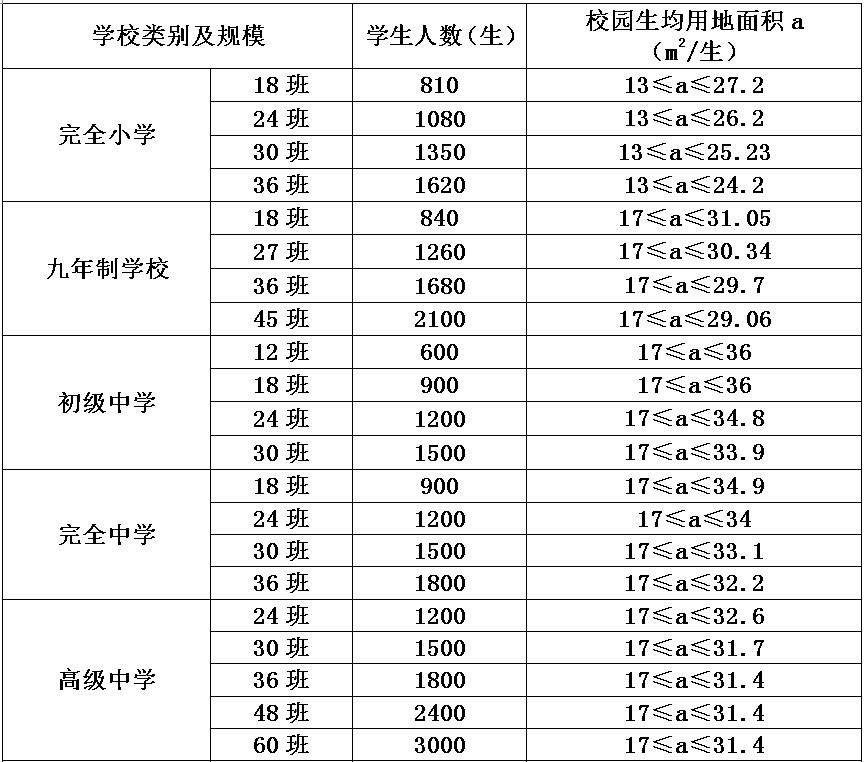 学校类别及规模 学生人数(生) 校园生均用地面积 a
(m²/生)
完全小学 18 班 810 13≤a≤27.2
24 班 1080 13≤a≤26.2
30 班 1350 13≤a≤25.23
36 班 1620 13≤a≤24.2
九年制学校 18 班 840 17≤a≤31.05
27 班 1260 17≤a≤30.34
36 班 1680 17≤a≤29.7
45 班 2100 17≤a≤29.06
初级中学 12 班 600 17≤a≤36
18 班 900 17≤a≤36
24 班 1200 17≤a≤34.8
30 班 1500 17≤a≤33.9
完全中学 18 班 900 17≤a≤34.9
24 班 1200 17≤a≤34
30 班 1500 17≤a≤33.1
36 班 1800 17≤a≤32.2
高级中学 24 班 1200 17≤a≤32.6
30 班 1500 17≤a≤31.7
36 班 1800 17≤a≤31.4
48 班 2400 17≤a≤31.4
60 班 3000 17≤a≤31.4